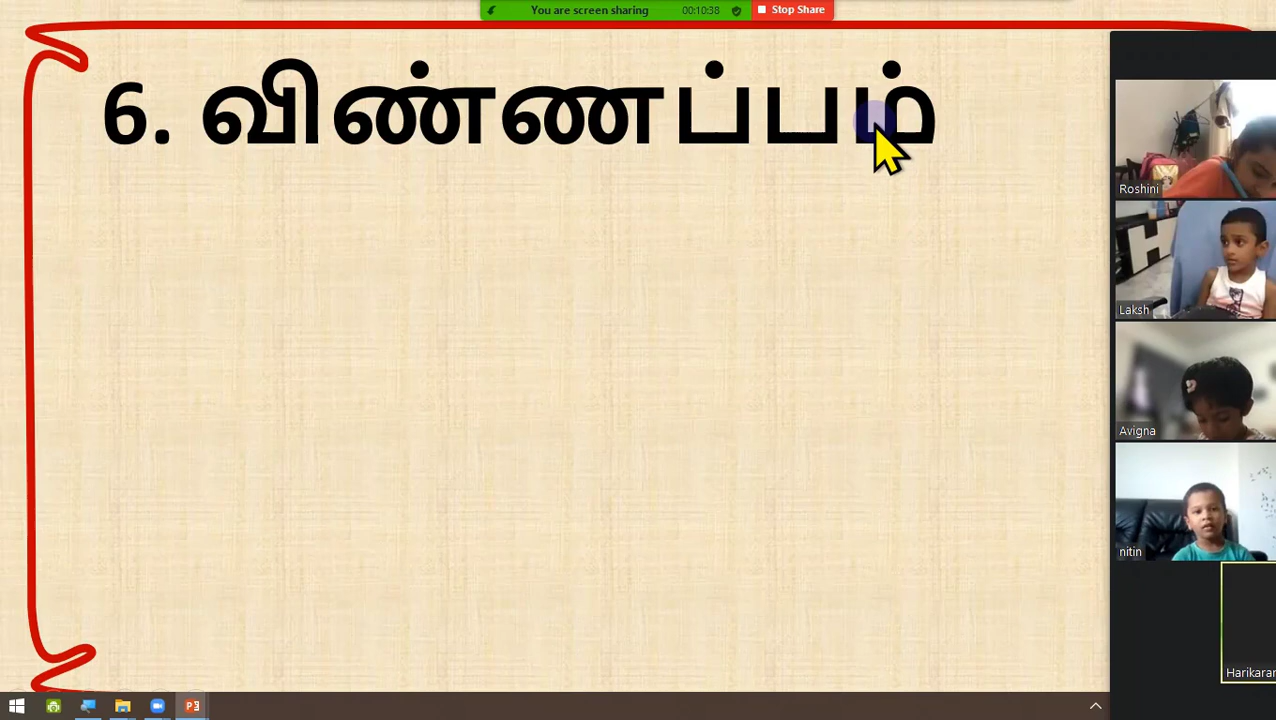 You are screen sharing 00:10:38 Stop Share
6. விண்ணப்பம்
Roshini
Laksh
Avigna
nitin
Harikaran